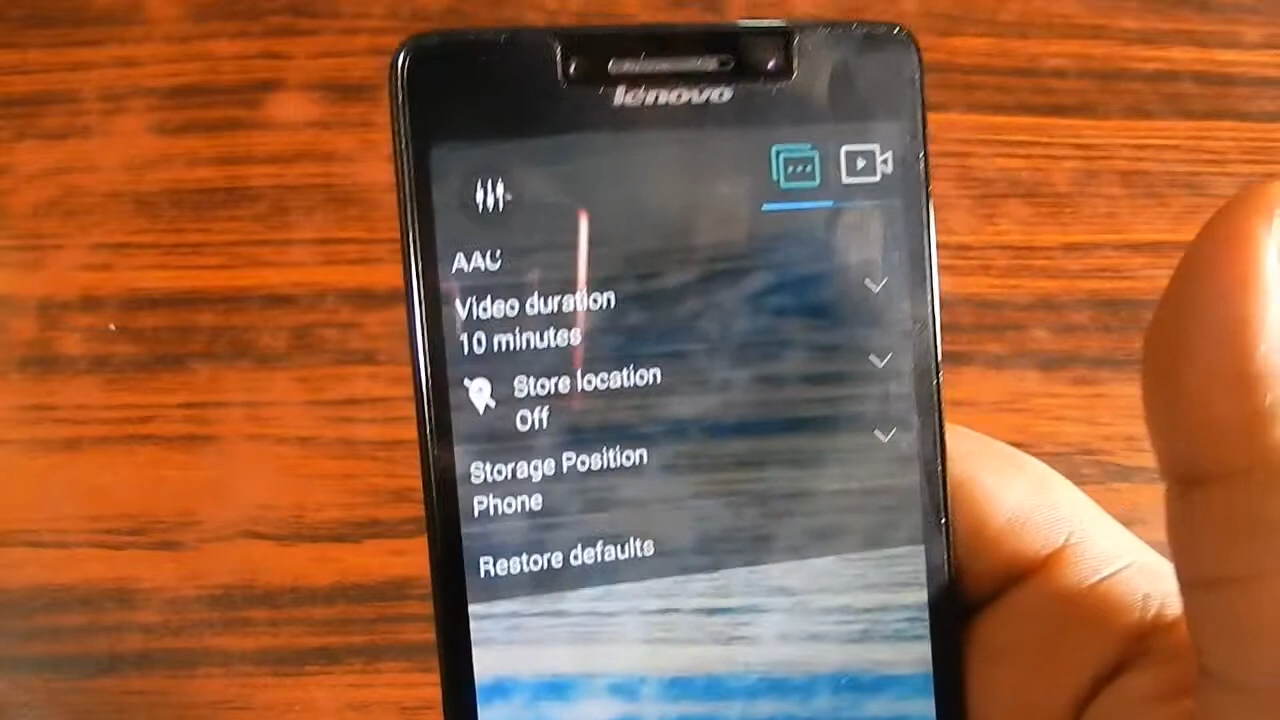 lenovo
AAC
Video duration
10 minutes
Store location
Off
Storage Position
Phone
Restore defaults